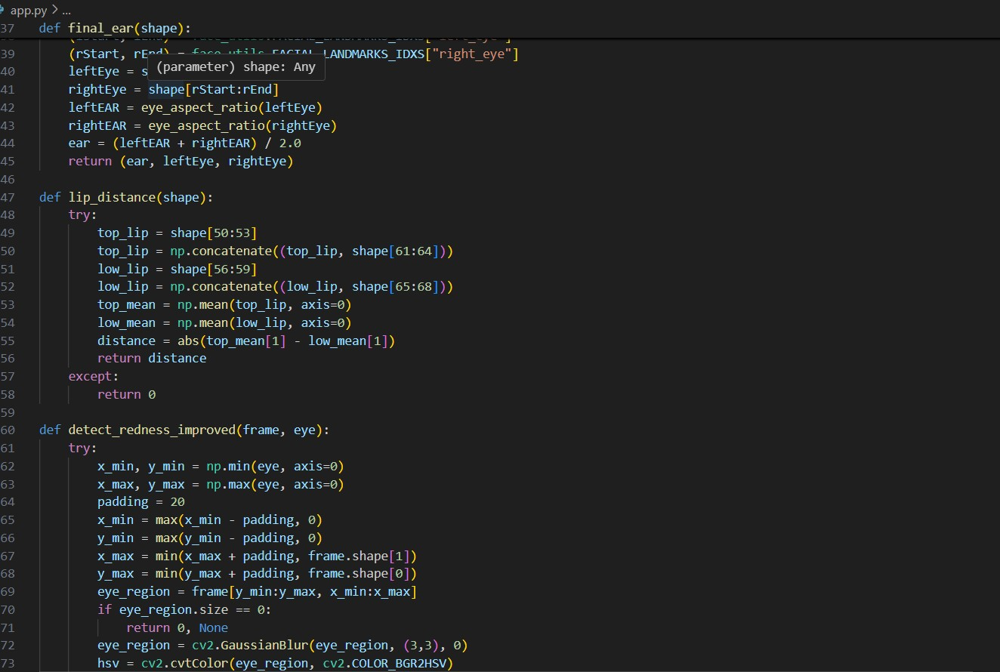 app.py > ...
37 def final_ear(shape):
39 (rStart, rEnd) = face_utils.FACIAL_LANDMARKS_IDXS["right_eye"]
(parameter) shape: Any
40 leftEye = s
41 rightEye = shape[rStart:rEnd]
42 leftEAR = eye_aspect_ratio(leftEye)
43 rightEAR = eye_aspect_ratio(rightEye)
44 ear = (leftEAR + rightEAR) / 2.0
45 return (ear, leftEye, rightEye)
46
47 def lip_distance(shape):
48 try:
49 top_lip = shape[50:53]
50 top_lip = np.concatenate((top_lip, shape[61:64]))
51 low_lip = shape[56:59]
52 low_lip = np.concatenate((low_lip, shape[65:68]))
53 top_mean = np.mean(top_lip, axis=0)
54 low_mean = np.mean(low_lip, axis=0)
55 distance = abs(top_mean[1] - low_mean[1])
56 return distance
57 except:
58 return 0
59
60 def detect_redness_improved(frame, eye):
61 try:
62 x_min, y_min = np.min(eye, axis=0)
63 x_max, y_max = np.max(eye, axis=0)
64 padding = 20
65 x_min = max(x_min - padding, 0)
66 y_min = max(y_min - padding, 0)
67 x_max = min(x_max + padding, frame.shape[1])
68 y_max = min(y_max + padding, frame.shape[0])
69 eye_region = frame[y_min:y_max, x_min:x_max]
70 if eye_region.size == 0:
71 return 0, None
72 eye_region = cv2.GaussianBlur(eye_region, (3,3), 0)
73 hsv = cv2.cvtColor(eye_region, cv2.COLOR_BGR2HSV)